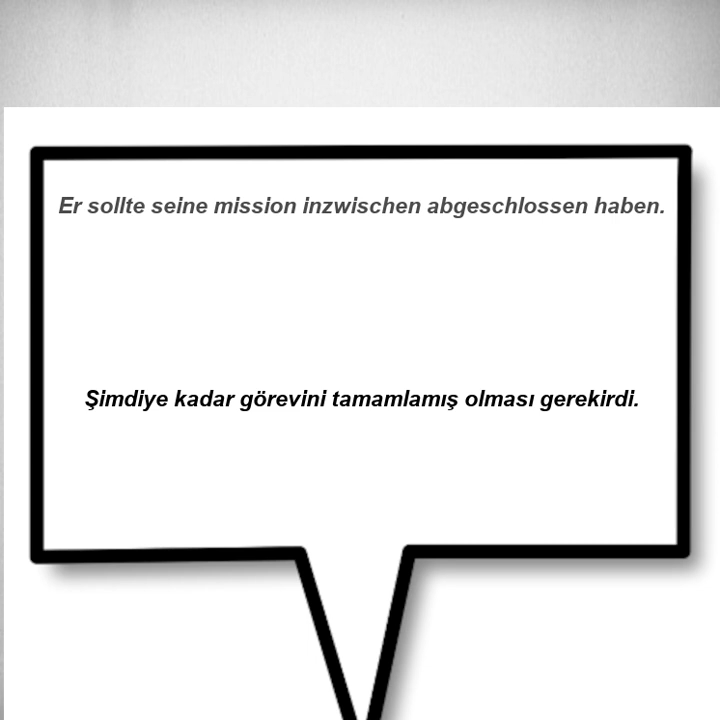 Er sollte seine mission inzwischen abgeschlossen haben.
Şimdiye kadar görevini tamamlamış olması gerekirdi.